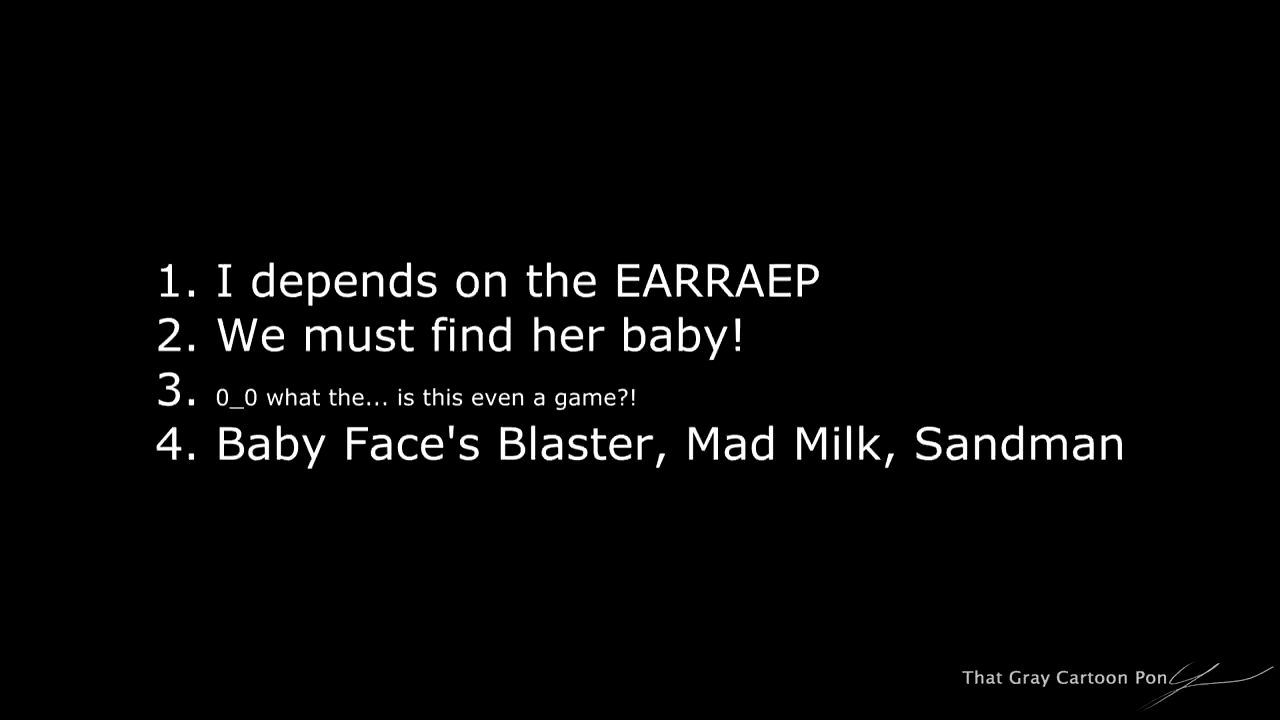 1. I depends on the EARRAEP
2. We must find her baby!
3. 0_0 what the... is this even a game?!
4. Baby Face's Blaster, Mad Milk, Sandman
That Gray Cartoon Pony